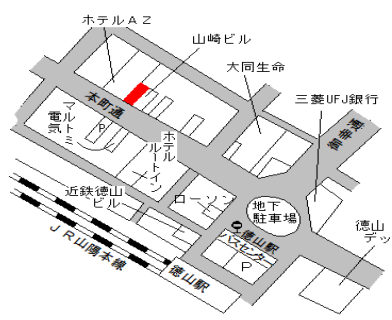 ホテルAZ
山崎ビル
大同生命
三菱UFJ銀行
本町通
マルトミ
電気
P
ホテル
ルートイン
近鉄徳山
ビル
ローソン
地下
駐車場
徳山駅
バスセンター
P
徳山
デッ
JR山陽本線
徳山駅